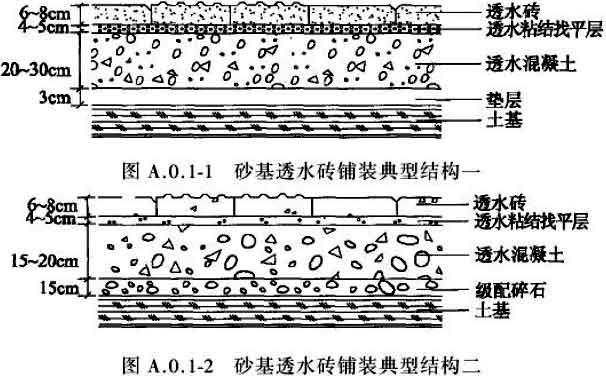 6~8cm 透水砖
4~5cm 透水粘结找平层
20~30cm 透水混凝土
3cm 垫层
土基
图 A.0.1-1 砂基透水砖铺装典型结构一
6~8cm 透水砖
4~5cm 透水粘结找平层
15~20cm 透水混凝土
15cm 级配碎石
土基
图 A.0.1-2 砂基透水砖铺装典型结构二